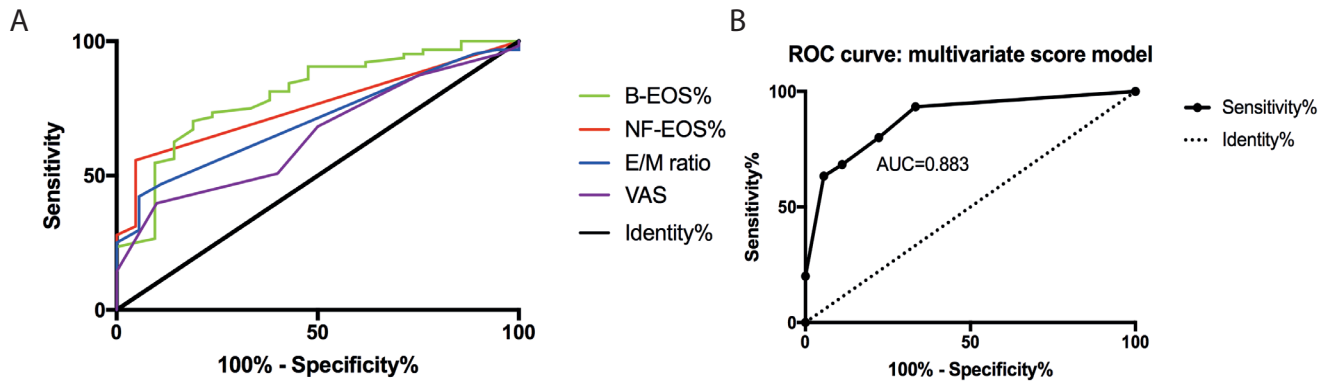 A
100
50
0
Sensitivity
0
50
100
100% - Specificity%
B-EOS%
NF-EOS%
E/M ratio
VAS
Identity%
B
ROC curve: multivariate score model
100
50
0
Sensitivity%
AUC=0.883
0
50
100
100% - Specificity%
Sensitivity%
Identity%